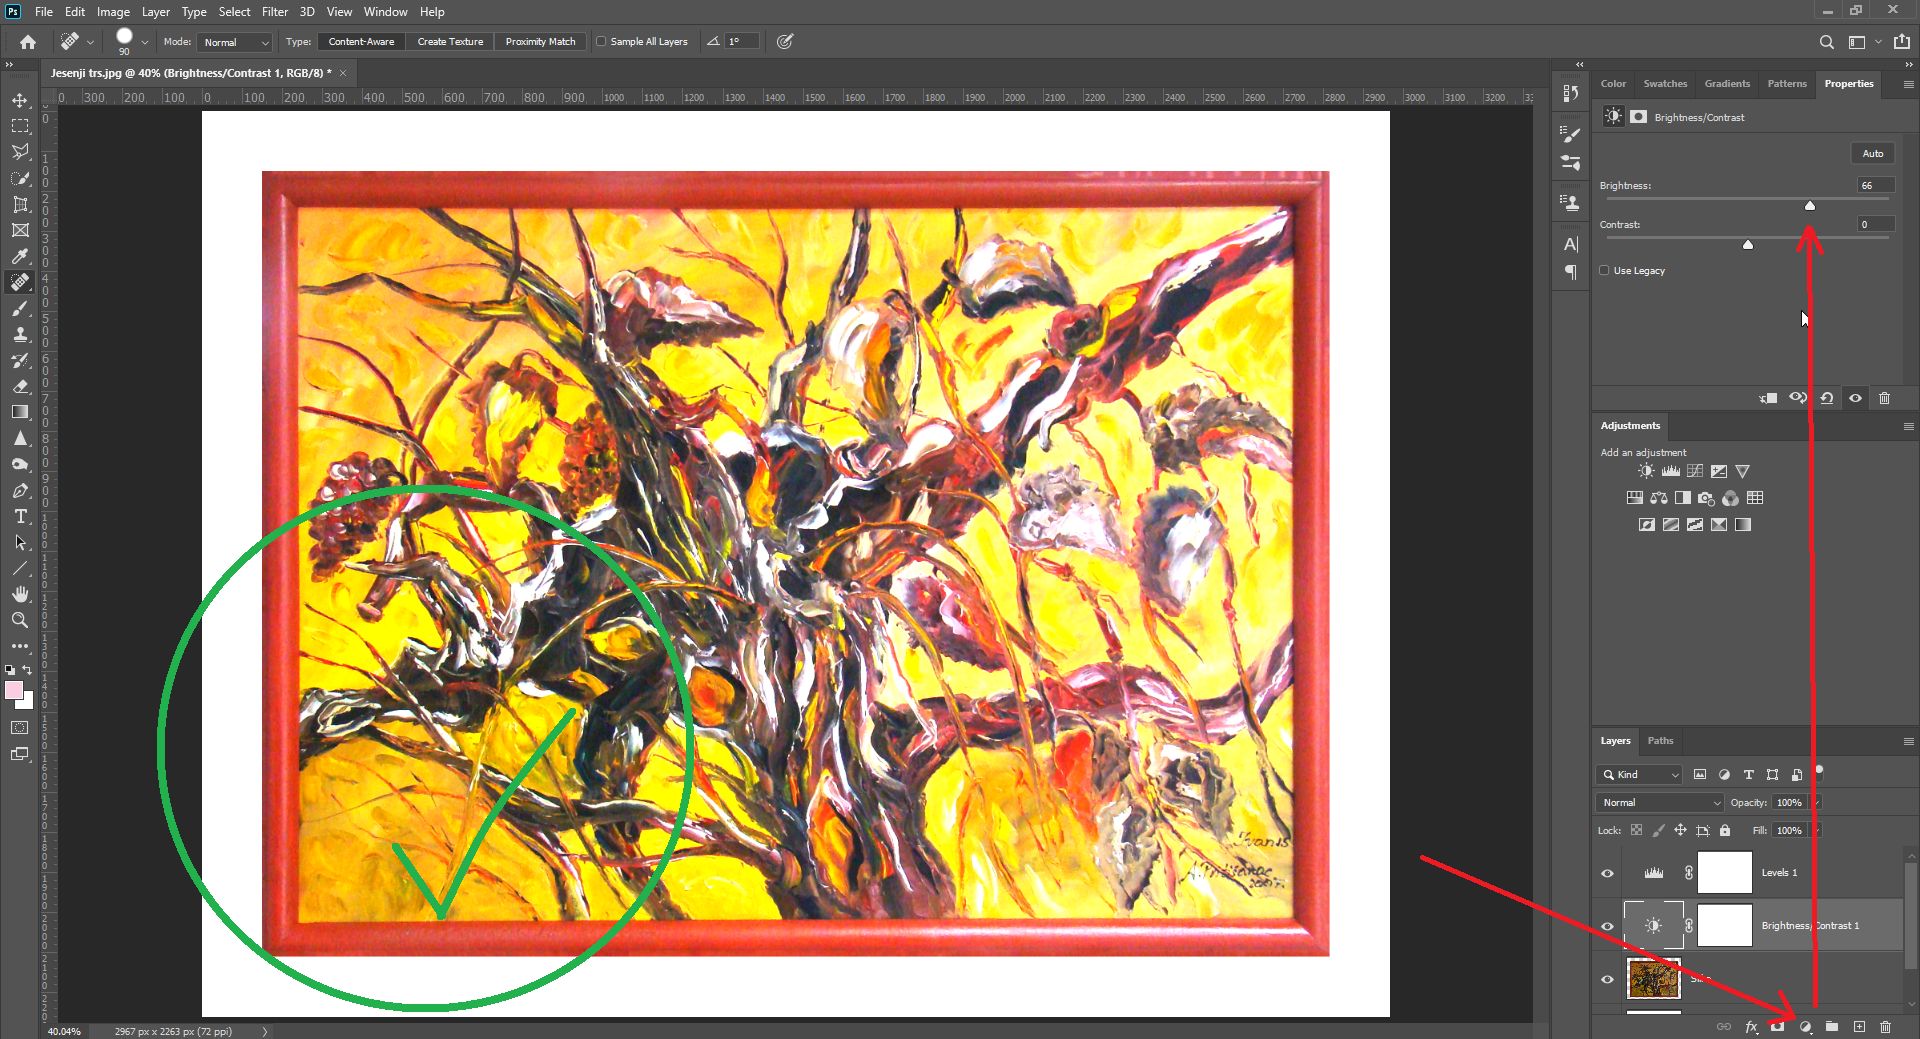 Ps File Edit Image Layer Type Select Filter 3D View Window Help
90 Mode: Normal Type: Content-Aware Create Texture Proximity Match Sample All Layers 1°
Jesenji trs.jpg @ 40% (Brightness/Contrast 1, RGB/8) * ×
0 300 200 100 0 100 200 300 400 500 600 700 800 900 1000 1100 1200 1300 1400 1500 1600 1700 1800 1900 2000 2100 2200 2300 2400 2500 2600 2700 2800 2900 3000 3100 3200
Color Swatches Gradients Patterns Properties
Brightness/Contrast
Auto
Brightness: 66
Contrast: 0
Use Legacy
Adjustments
Add an adjustment
Layers Paths
Kind
Normal Opacity: 100%
Lock: Fill: 100%
Levels 1
Brightness/Contrast 1
40.04% 2967 px x 2263 px (72 ppi)